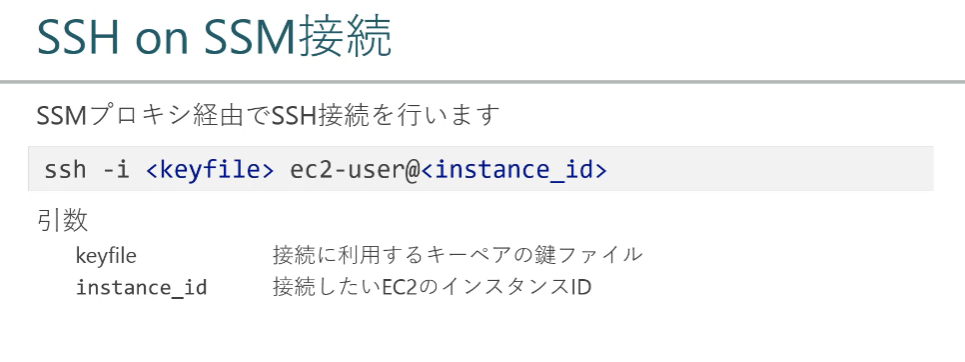 SSH on SSM接続
SSMプロキシ経由でSSH接続を行います
ssh -i <keyfile> ec2-user@<instance_id>
引数
keyfile 接続に利用するキーペアの鍵ファイル
instance_id 接続したいEC2のインスタンスID